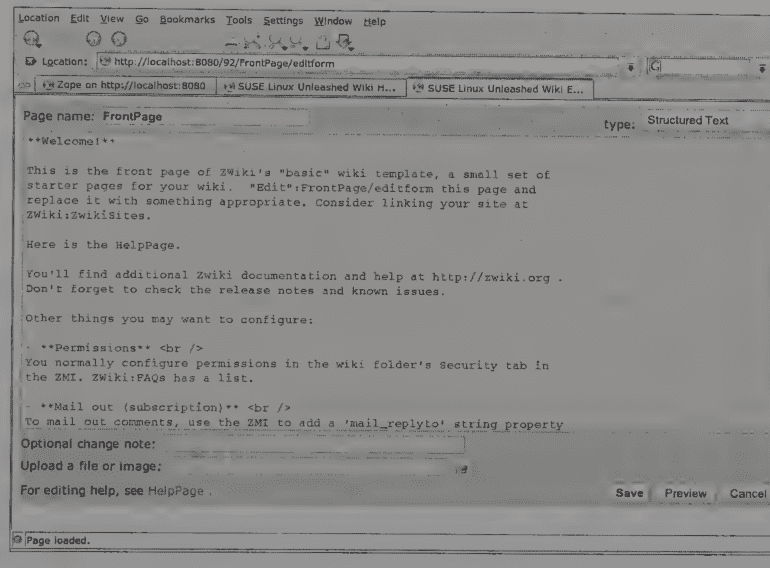 Location Edit View Go Bookmarks Tools Settings Window Help
Location: http://localhost:8080/92/FrontPage/editform
Zope on http://localhost:8080 SUSE Linux Unleashed Wiki H... SUSE Linux Unleashed Wiki E...
Page name: FrontPage
type: Structured Text
**Welcome!**
This is the front page of ZWiki's "basic" wiki template, a small set of
starter pages for your wiki. "Edit":FrontPage/editform this page and
replace it with something appropriate. Consider linking your site at
ZWiki:ZwikiSites.
Here is the HelpPage.
You'll find additional Zwiki documentation and help at http://zwiki.org .
Don't forget to check the release notes and known issues.
Other things you may want to configure:
- **Permissions** <br />
You normally configure permissions in the wiki folder's Security tab in
the ZMI. ZWiki:FAQs has a list.
- **Mail out (subscription)** <br />
To mail out comments, use the ZMI to add a 'mail_replyto' string property
Optional change note:
Upload a file or image:
For editing help, see HelpPage .
Save Preview Cancel
Page loaded.